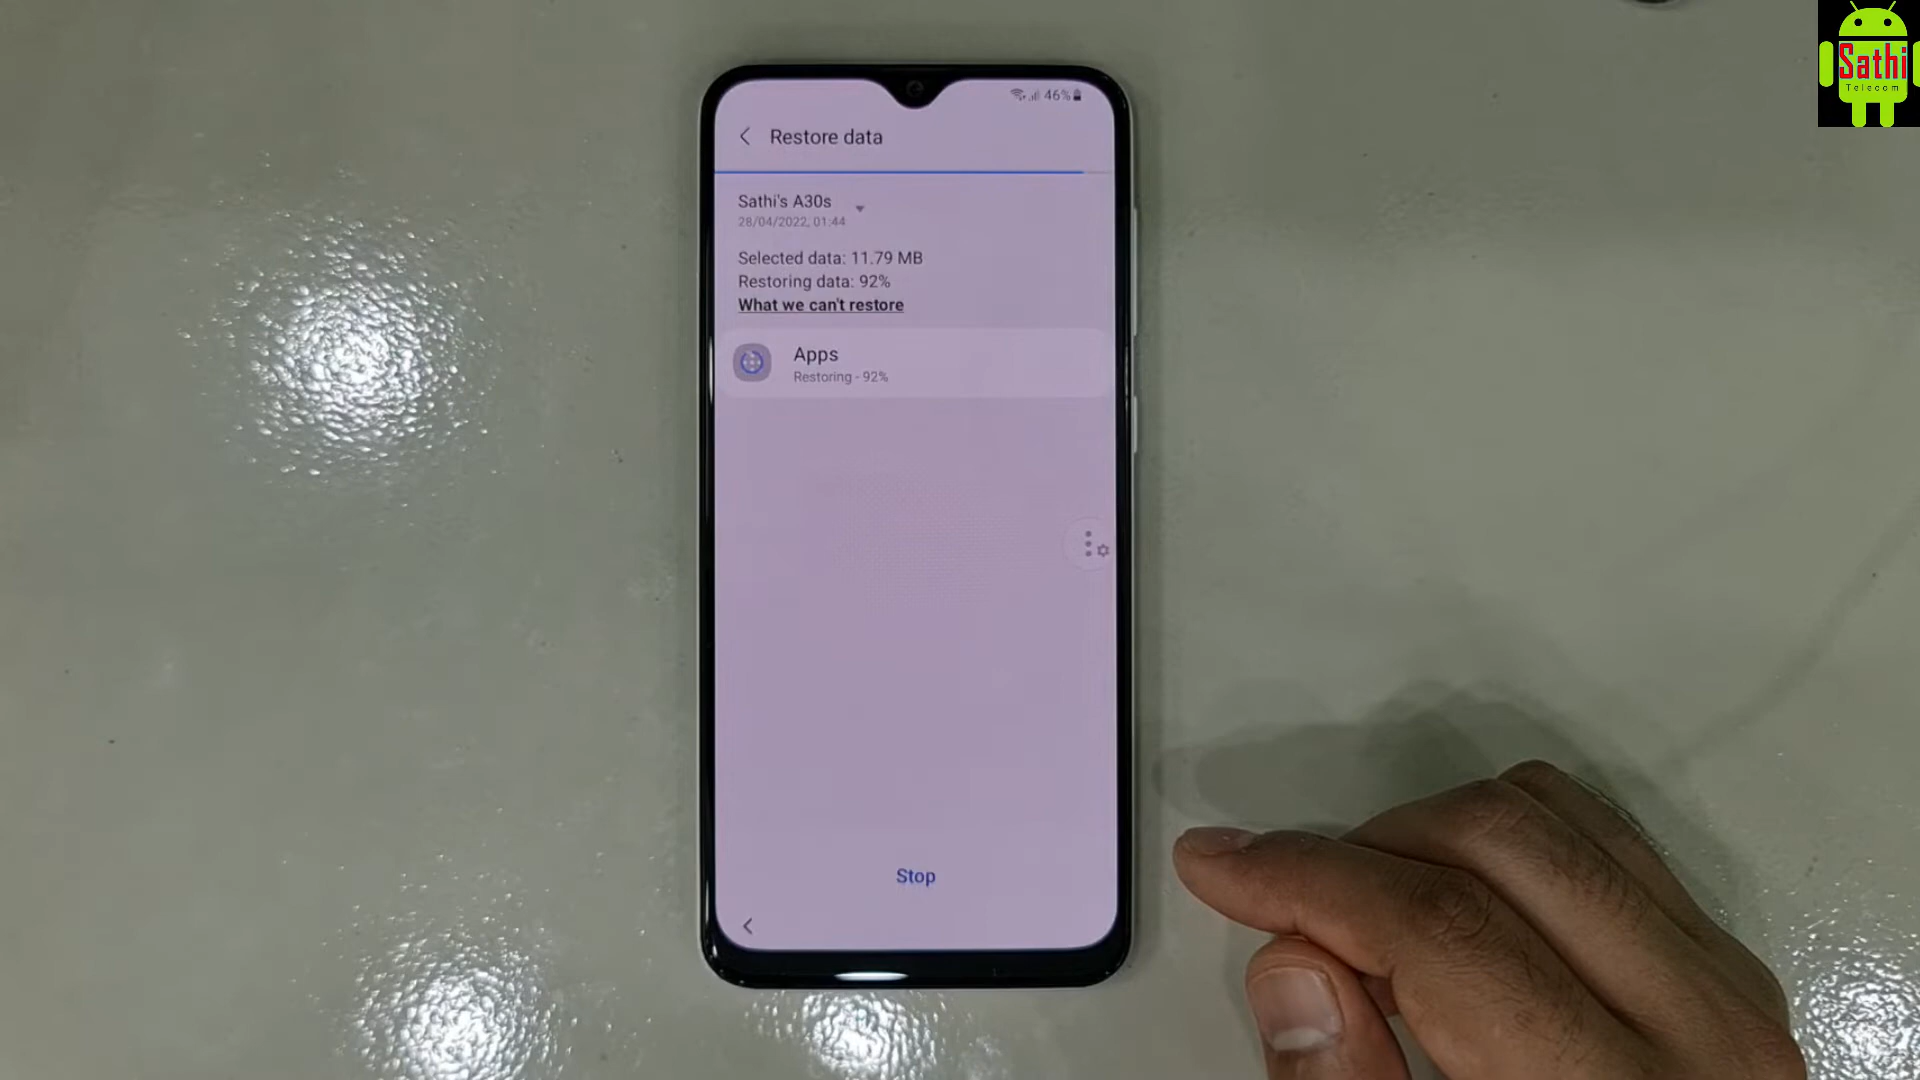 Sathi
Telecom
46%
Restore data
Sathi's A30s
28/04/2022, 01:44
Selected data: 11.79 MB
Restoring data: 92%
What we can't restore
Apps
Restoring - 92%
Stop